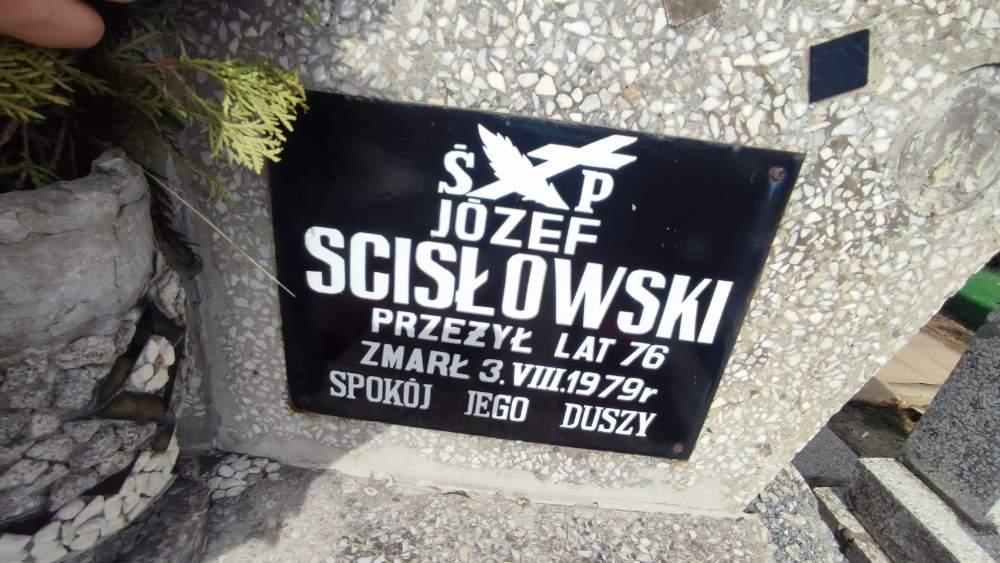 Ś P
JÓZEF
SCISŁOWSKI
PRZEŻYŁ LAT 76
ZMARŁ 3.VIII.1979r
SPOKÓJ JEGO DUSZY